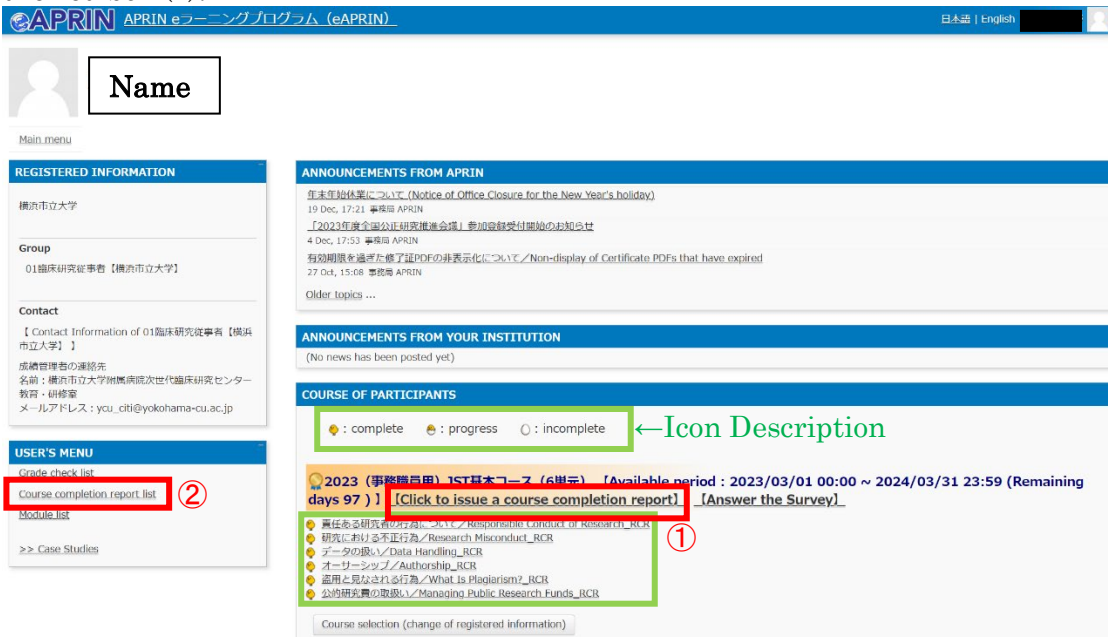 APRIN APRIN eラーニングプログラム（eAPRIN）
日本語 | English
Name
Main menu
REGISTERED INFORMATION
横浜市立大学
Group
01臨床研究従事者【横浜市立大学】
Contact
【 Contact Information of 01臨床研究従事者【横浜
市立大学】 】
成績管理者の連絡先
名前：横浜市立大学附属病院次世代臨床研究センター
教育・研修室
メールアドレス：ycu_citi@yokohama-cu.ac.jp
USER'S MENU
Grade check list
Course completion report list
②
Module list
>> Case Studies
ANNOUNCEMENTS FROM APRIN
年末年始休業について (Notice of Office Closure for the New Year's holiday)
19 Dec, 17:21 事務局 APRIN
「2023年度全国公正研究推進会議」参加登録受付開始のお知らせ
4 Dec, 17:53 事務局 APRIN
有効期限を過ぎた修了証PDFの非表示化について／Non-display of Certificate PDFs that have expired
27 Oct, 15:08 事務局 APRIN
Older topics ...
ANNOUNCEMENTS FROM YOUR INSTITUTION
(No news has been posted yet)
COURSE OF PARTICIPANTS
: complete : progress : incomplete
←Icon Description
2023（事務職員用）JST基本コース（6単元）【Available period : 2023/03/01 00:00 ~ 2024/03/31 23:59 (Remaining
days 97 ) 】【Click to issue a course completion report】 【Answer the Survey】
①
責任ある研究者の行為について／Responsible Conduct of Research_RCR
研究における不正行為／Research Misconduct_RCR
データの扱い／Data Handling_RCR
オーサーシップ／Authorship_RCR
盗用と見なされる行為／What Is Plagiarism?_RCR
公的研究費の取扱い／Managing Public Research Funds_RCR
Course selection (change of registered information)